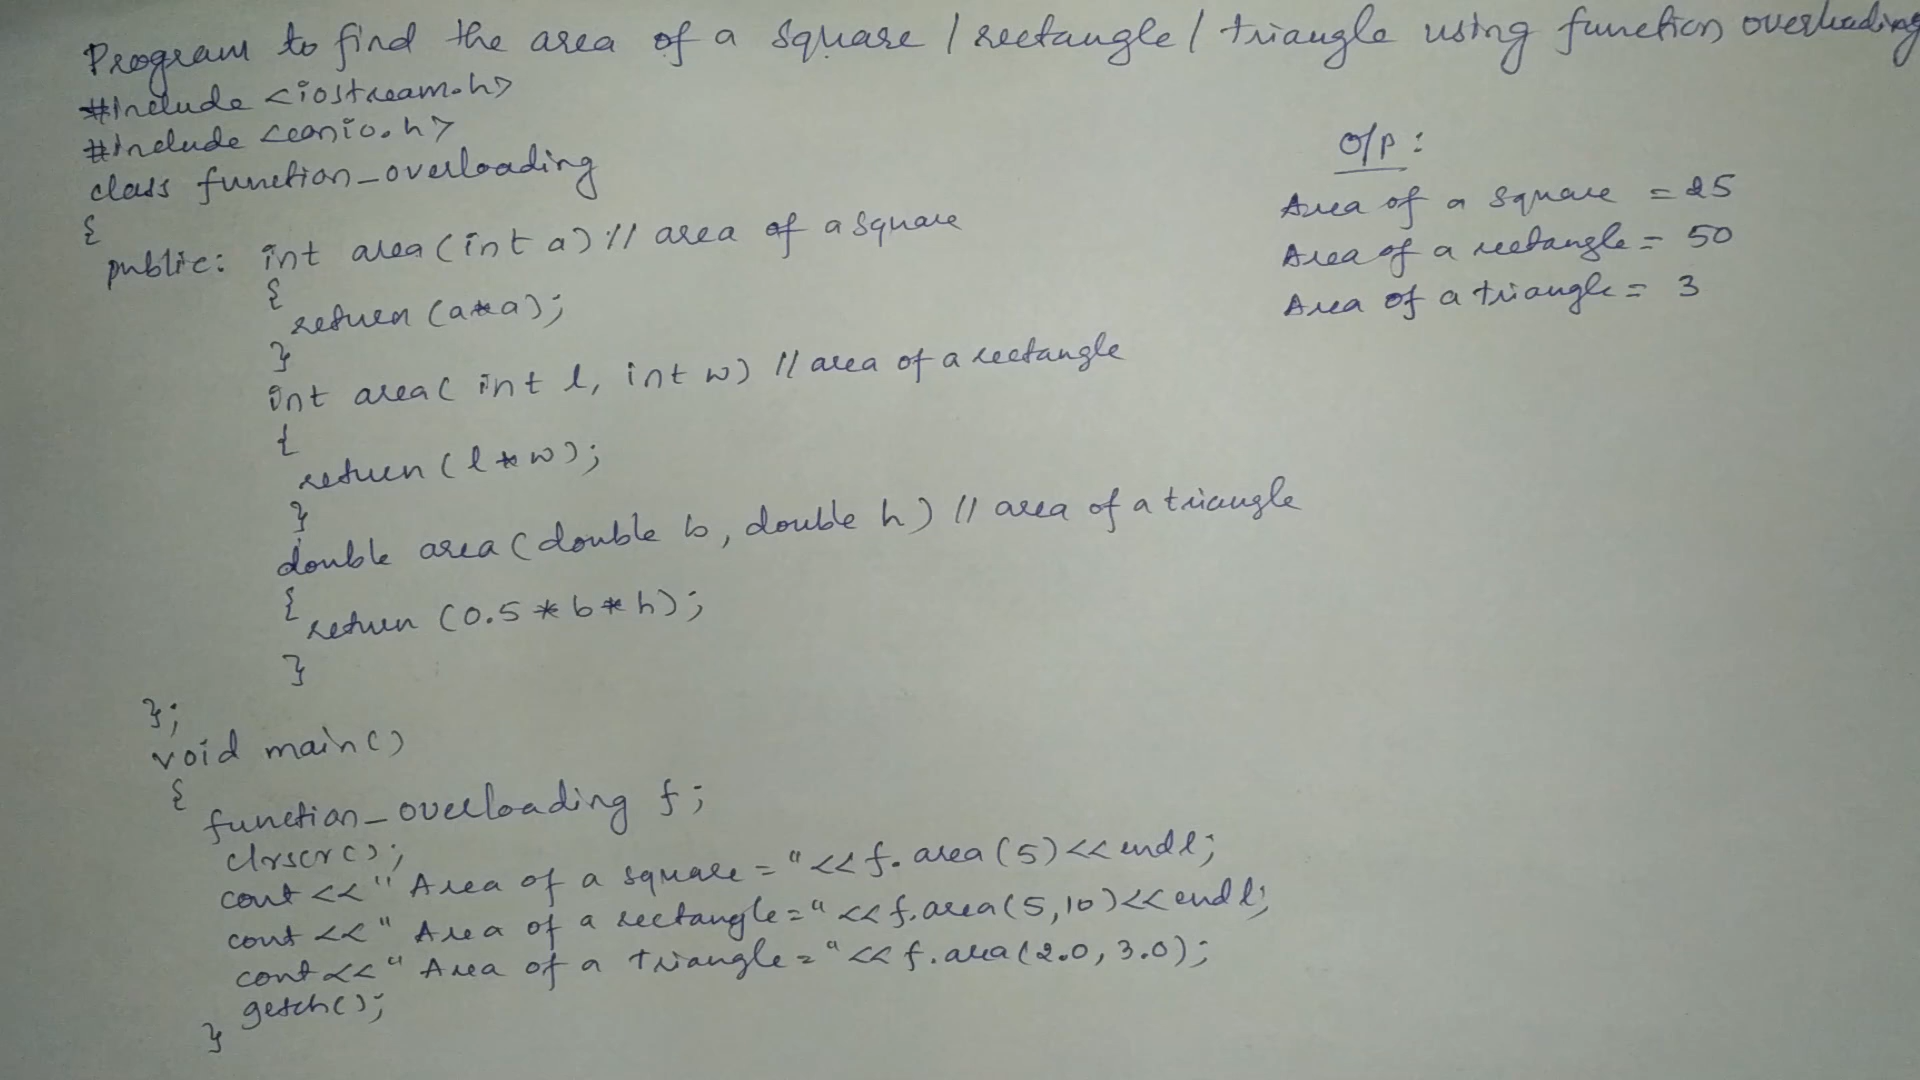 Program to find the area of a square / rectangle / triangle using function overloading
#include <iostream.h>
#include <conio.h>
class function_overloading
{
public: int area(int a) // area of a square
{
return (a*a);
}
int area( int l, int w) // area of a rectangle
{
return (l*w);
}
double area (double b, double h) // area of a triangle
{
return (0.5 * b * h);
}
};
void main()
{
function_overloading f;
clrscr();
cout <<" Area of a square = "<< f.area(5)<<endl;
cout <<" Area of a rectangle=" << f.area(5,10)<<endl;
cout<<" Area of a triangle = "<< f.area(2.0, 3.0);
getch();
}
O/P :
Area of a square = 25
Area of a rectangle = 50
Area of a triangle = 3